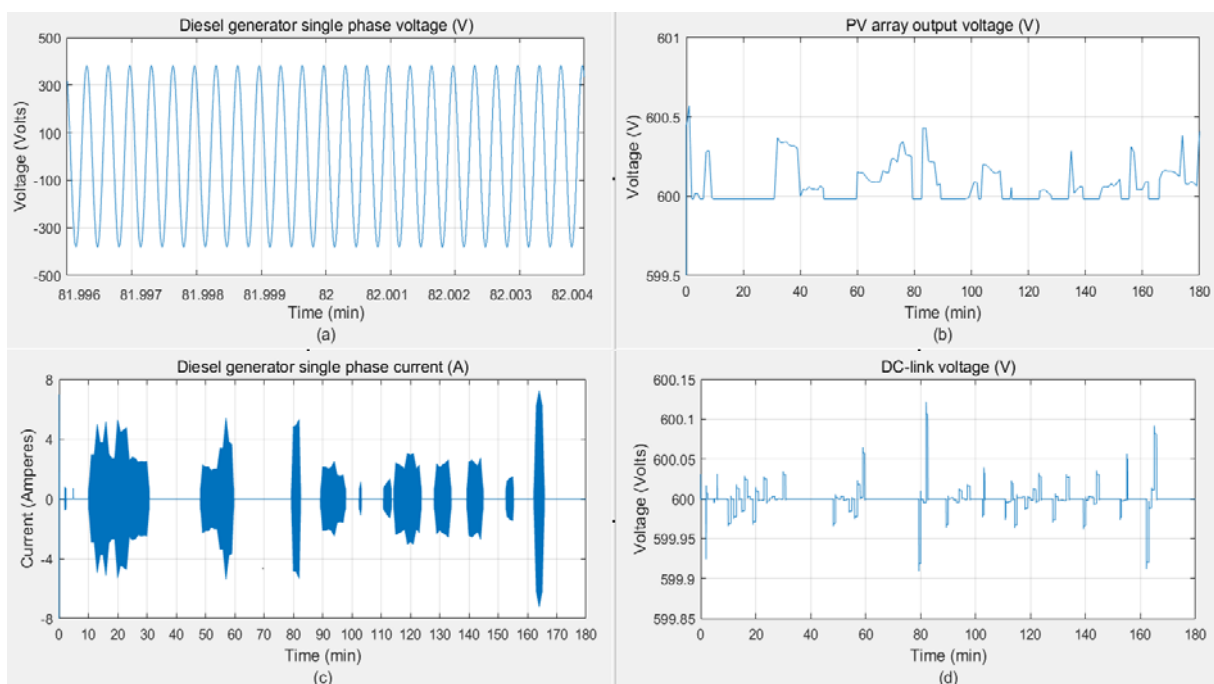 Diesel generator single phase voltage (V)
500
300
100
-100
-300
-500
Voltage (Volts)
81.996 81.997 81.998 81.999 82 82.001 82.002 82.003 82.004
Time (min)
(a)
PV array output voltage (V)
601
600.5
600
599.5
Voltage (V)
0 20 40 60 80 100 120 140 160 180
Time (min)
(b)
Diesel generator single phase current (A)
8
4
0
-4
-8
Current (Amperes)
0 10 20 30 40 50 60 70 80 90 100 110 120 130 140 150 160 170 180
Time (min)
(c)
DC-link voltage (V)
600.15
600.1
600.05
600
599.95
599.9
599.85
Voltage (Volts)
0 20 40 60 80 100 120 140 160 180
Time (min)
(d)